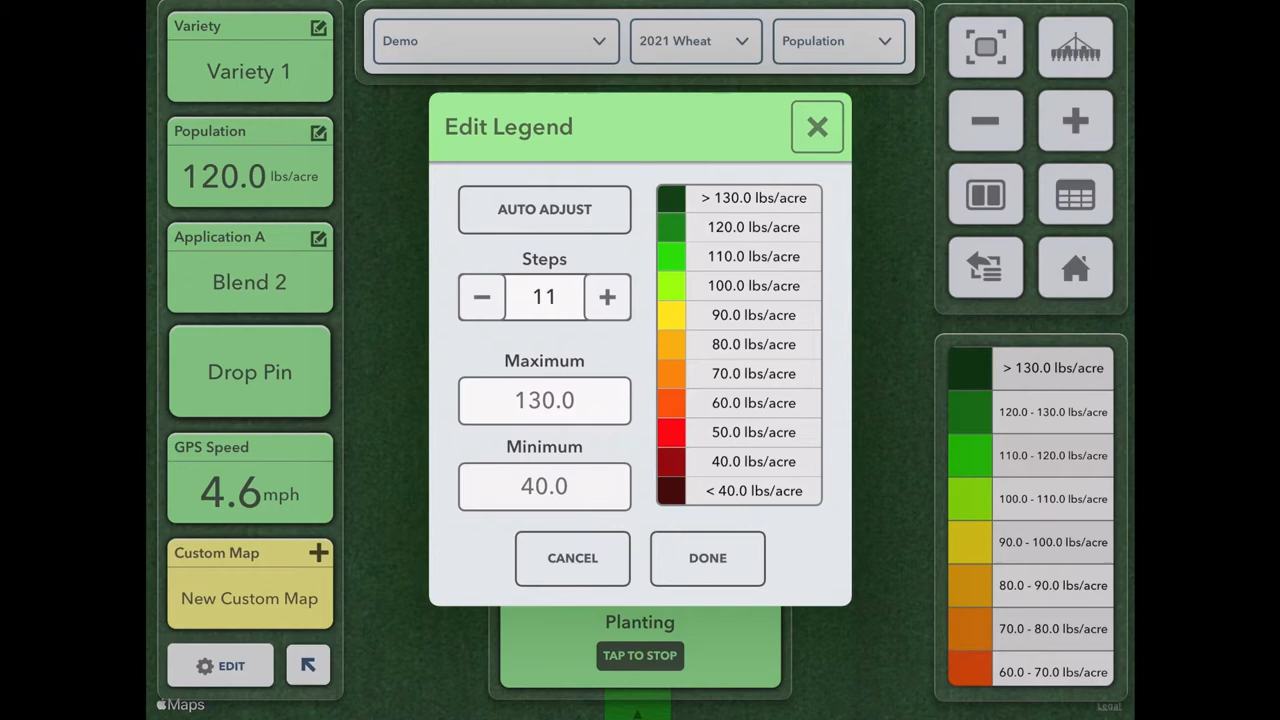 Variety
Variety 1
Population
120.0 lbs/acre
Application A
Blend 2
Drop Pin
GPS Speed
4.6 mph
Custom Map
New Custom Map
EDIT
Maps
Demo
2021 Wheat
Population
Edit Legend
AUTO ADJUST
Steps
11
Maximum
130.0
Minimum
40.0
> 130.0 lbs/acre
120.0 lbs/acre
110.0 lbs/acre
100.0 lbs/acre
90.0 lbs/acre
80.0 lbs/acre
70.0 lbs/acre
60.0 lbs/acre
50.0 lbs/acre
40.0 lbs/acre
< 40.0 lbs/acre
CANCEL
DONE
Planting
TAP TO STOP
> 130.0 lbs/acre
120.0 - 130.0 lbs/acre
110.0 - 120.0 lbs/acre
100.0 - 110.0 lbs/acre
90.0 - 100.0 lbs/acre
80.0 - 90.0 lbs/acre
70.0 - 80.0 lbs/acre
60.0 - 70.0 lbs/acre
Legal